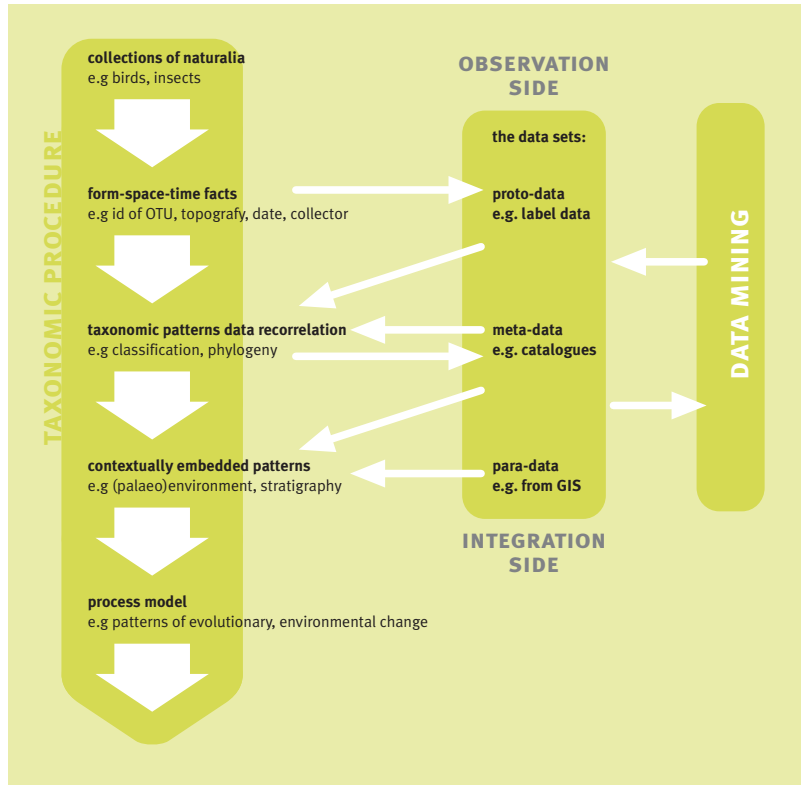 TAXONOMIC PROCEDURE
collections of naturalia
e.g birds, insects
form-space-time facts
e.g id of OTU, topografy, date, collector
taxonomic patterns data recorrelation
e.g classification, phylogeny
contextually embedded patterns
e.g (palaeo)environment, stratigraphy
process model
e.g patterns of evolutionary, environmental change
OBSERVATION
SIDE
the data sets:
proto-data
e.g. label data
meta-data
e.g. catalogues
para-data
e.g. from GIS
INTEGRATION
SIDE
DATA MINING